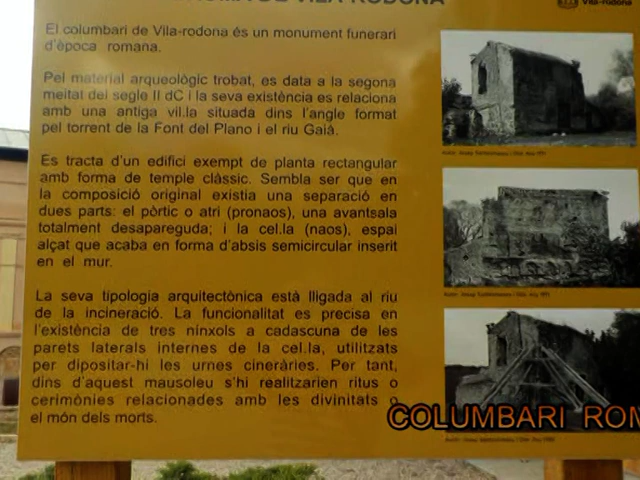 DE VILA-RODONA
Vila-rodona
El columbari de Vila-rodona és un monument funerari
d'època romana.
Pel material arqueològic trobat, es data a la segona
meitat del segle II dC i la seva existència es relaciona
amb una antiga vil.la situada dins l'angle format
pel torrent de la Font del Plano i el riu Gaià.
Es tracta d'un edifici exempt de planta rectangular
amb forma de temple clàssic. Sembla ser que en
la composició original existia una separació en
dues parts: el pòrtic o atri (pronaos), una avantsala
totalment desapareguda; i la cel.la (naos), espai
alçat que acaba en forma d'absis semicircular inserit
en el mur.
La seva tipologia arquitectònica està lligada al riu
de la incineració. La funcionalitat es precisa en
l'existència de tres nínxols a cadascuna de les
parets laterals internes de la cel.la, utilitzats
per dipositar-hi les urnes cineràries. Per tant,
dins d'aquest mausoleu s'hi realitzarien ritus o
cerimònies relacionades amb les divinitats o
el món dels morts.
COLUMBARI ROM